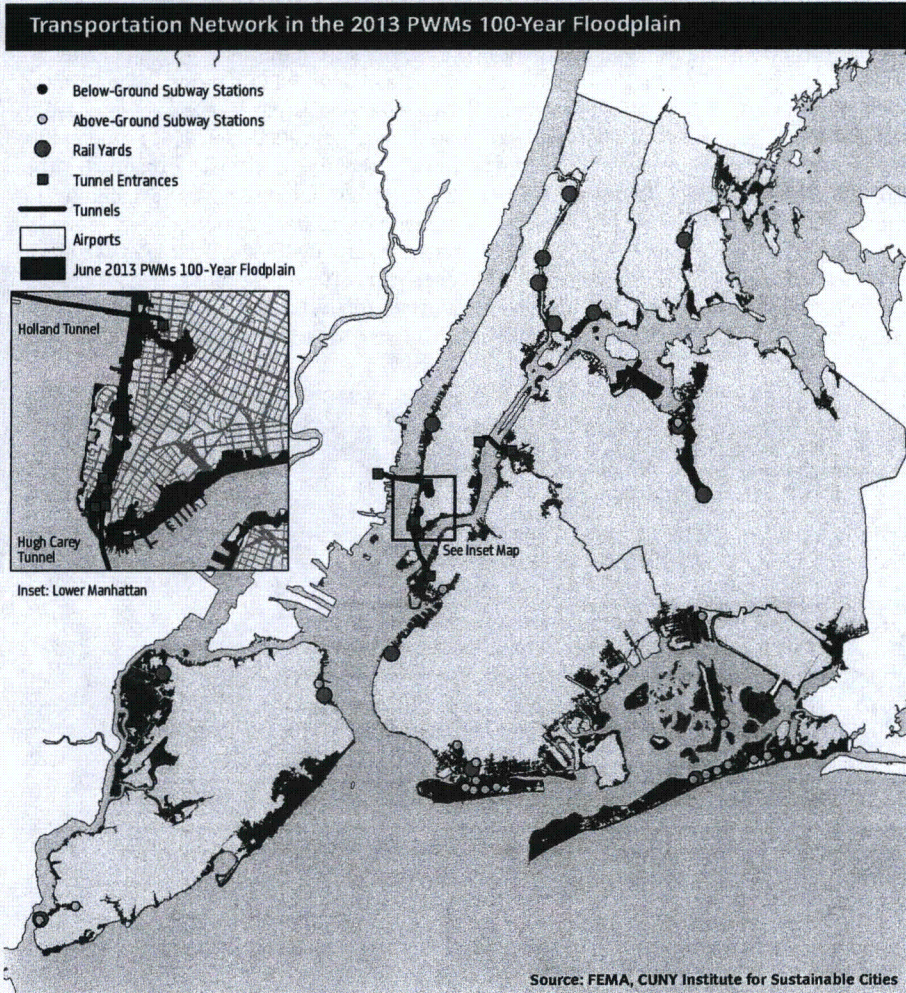 Transportation Network in the 2013 PWMs 100-Year Floodplain
Below-Ground Subway Stations
Above-Ground Subway Stations
Rail Yards
Tunnel Entrances
Tunnels
Airports
June 2013 PWMs 100-Year Flodplain
Holland Tunnel
Hugh Carey
Tunnel
See Inset Map
Inset: Lower Manhattan
Source: FEMA, CUNY Institute for Sustainable Cities